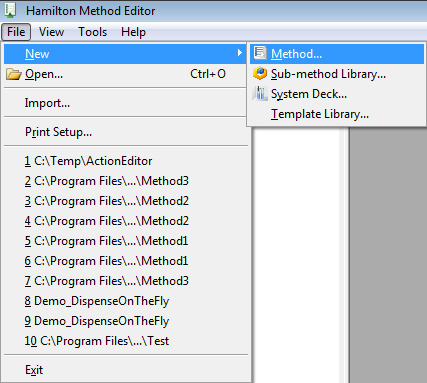 Hamilton Method Editor
File View Tools Help
New
Open... Ctrl+O
Import...
Print Setup...
1 C:\Temp\ActionEditor
2 C:\Program Files\...\Method3
3 C:\Program Files\...\Method2
4 C:\Program Files\...\Method2
5 C:\Program Files\...\Method1
6 C:\Program Files\...\Method1
7 C:\Program Files\...\Method3
8 Demo_DispenseOnTheFly
9 Demo_DispenseOnTheFly
10 C:\Program Files\...\Test
Exit
Method...
Sub-method Library...
System Deck...
Template Library...